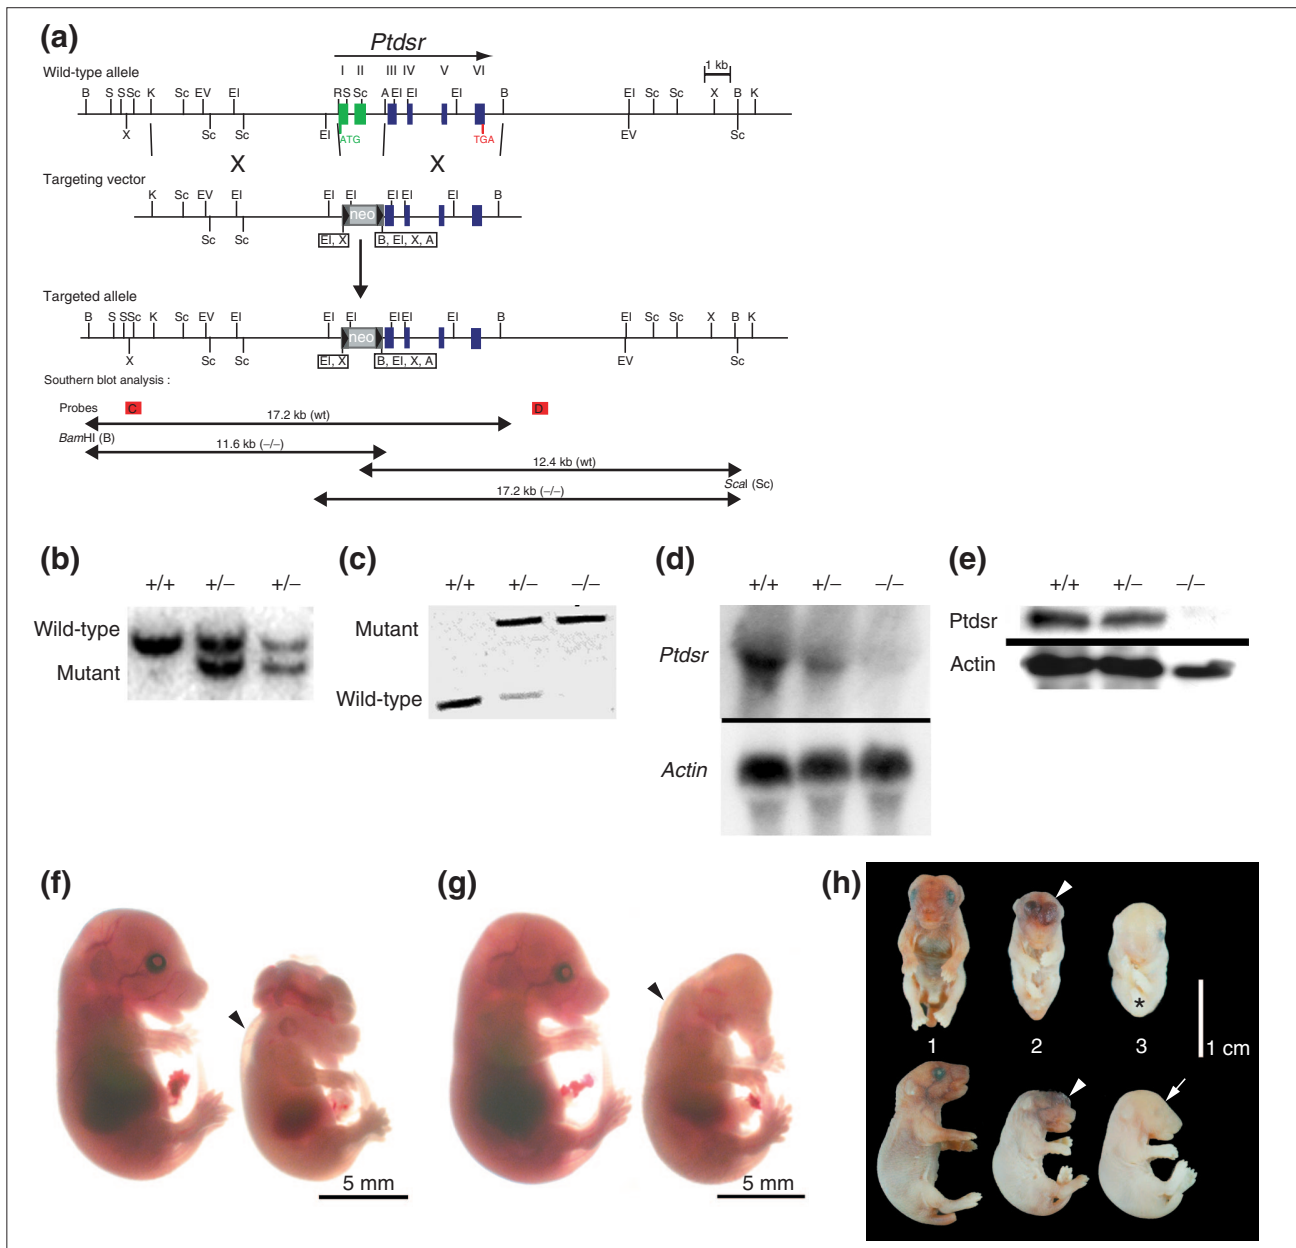 (a)
Ptdsr
Wild-type allele
I II III IV V VI
1 kb
B S S Sc K Sc EV EI R S Sc A EI EI EI B EI Sc Sc X B K
X Sc Sc EI ATG TGA EV Sc
X X
Targeting vector
K Sc EV EI EI EI EI EI EI B
neo
Sc Sc EI, X B, EI, X, A
Targeted allele
B S S Sc K Sc EV EI EI EI EI EI EI B EI Sc Sc X B K
neo
X Sc Sc EI, X B, EI, X, A EV Sc
Southern blot analysis :
Probes C D
17.2 kb (wt)
BamHI (B)
11.6 kb (–/–)
12.4 kb (wt)
ScaI (Sc)
17.2 kb (–/–)
(b)
+/+ +/– +/–
Wild-type
Mutant
(c)
+/+ +/– –/–
Mutant
Wild-type
(d)
+/+ +/– –/–
Ptdsr
Actin
(e)
+/+ +/– –/–
Ptdsr
Actin
(f)
5 mm
(g)
5 mm
(h)
*
1 2 3
1 cm